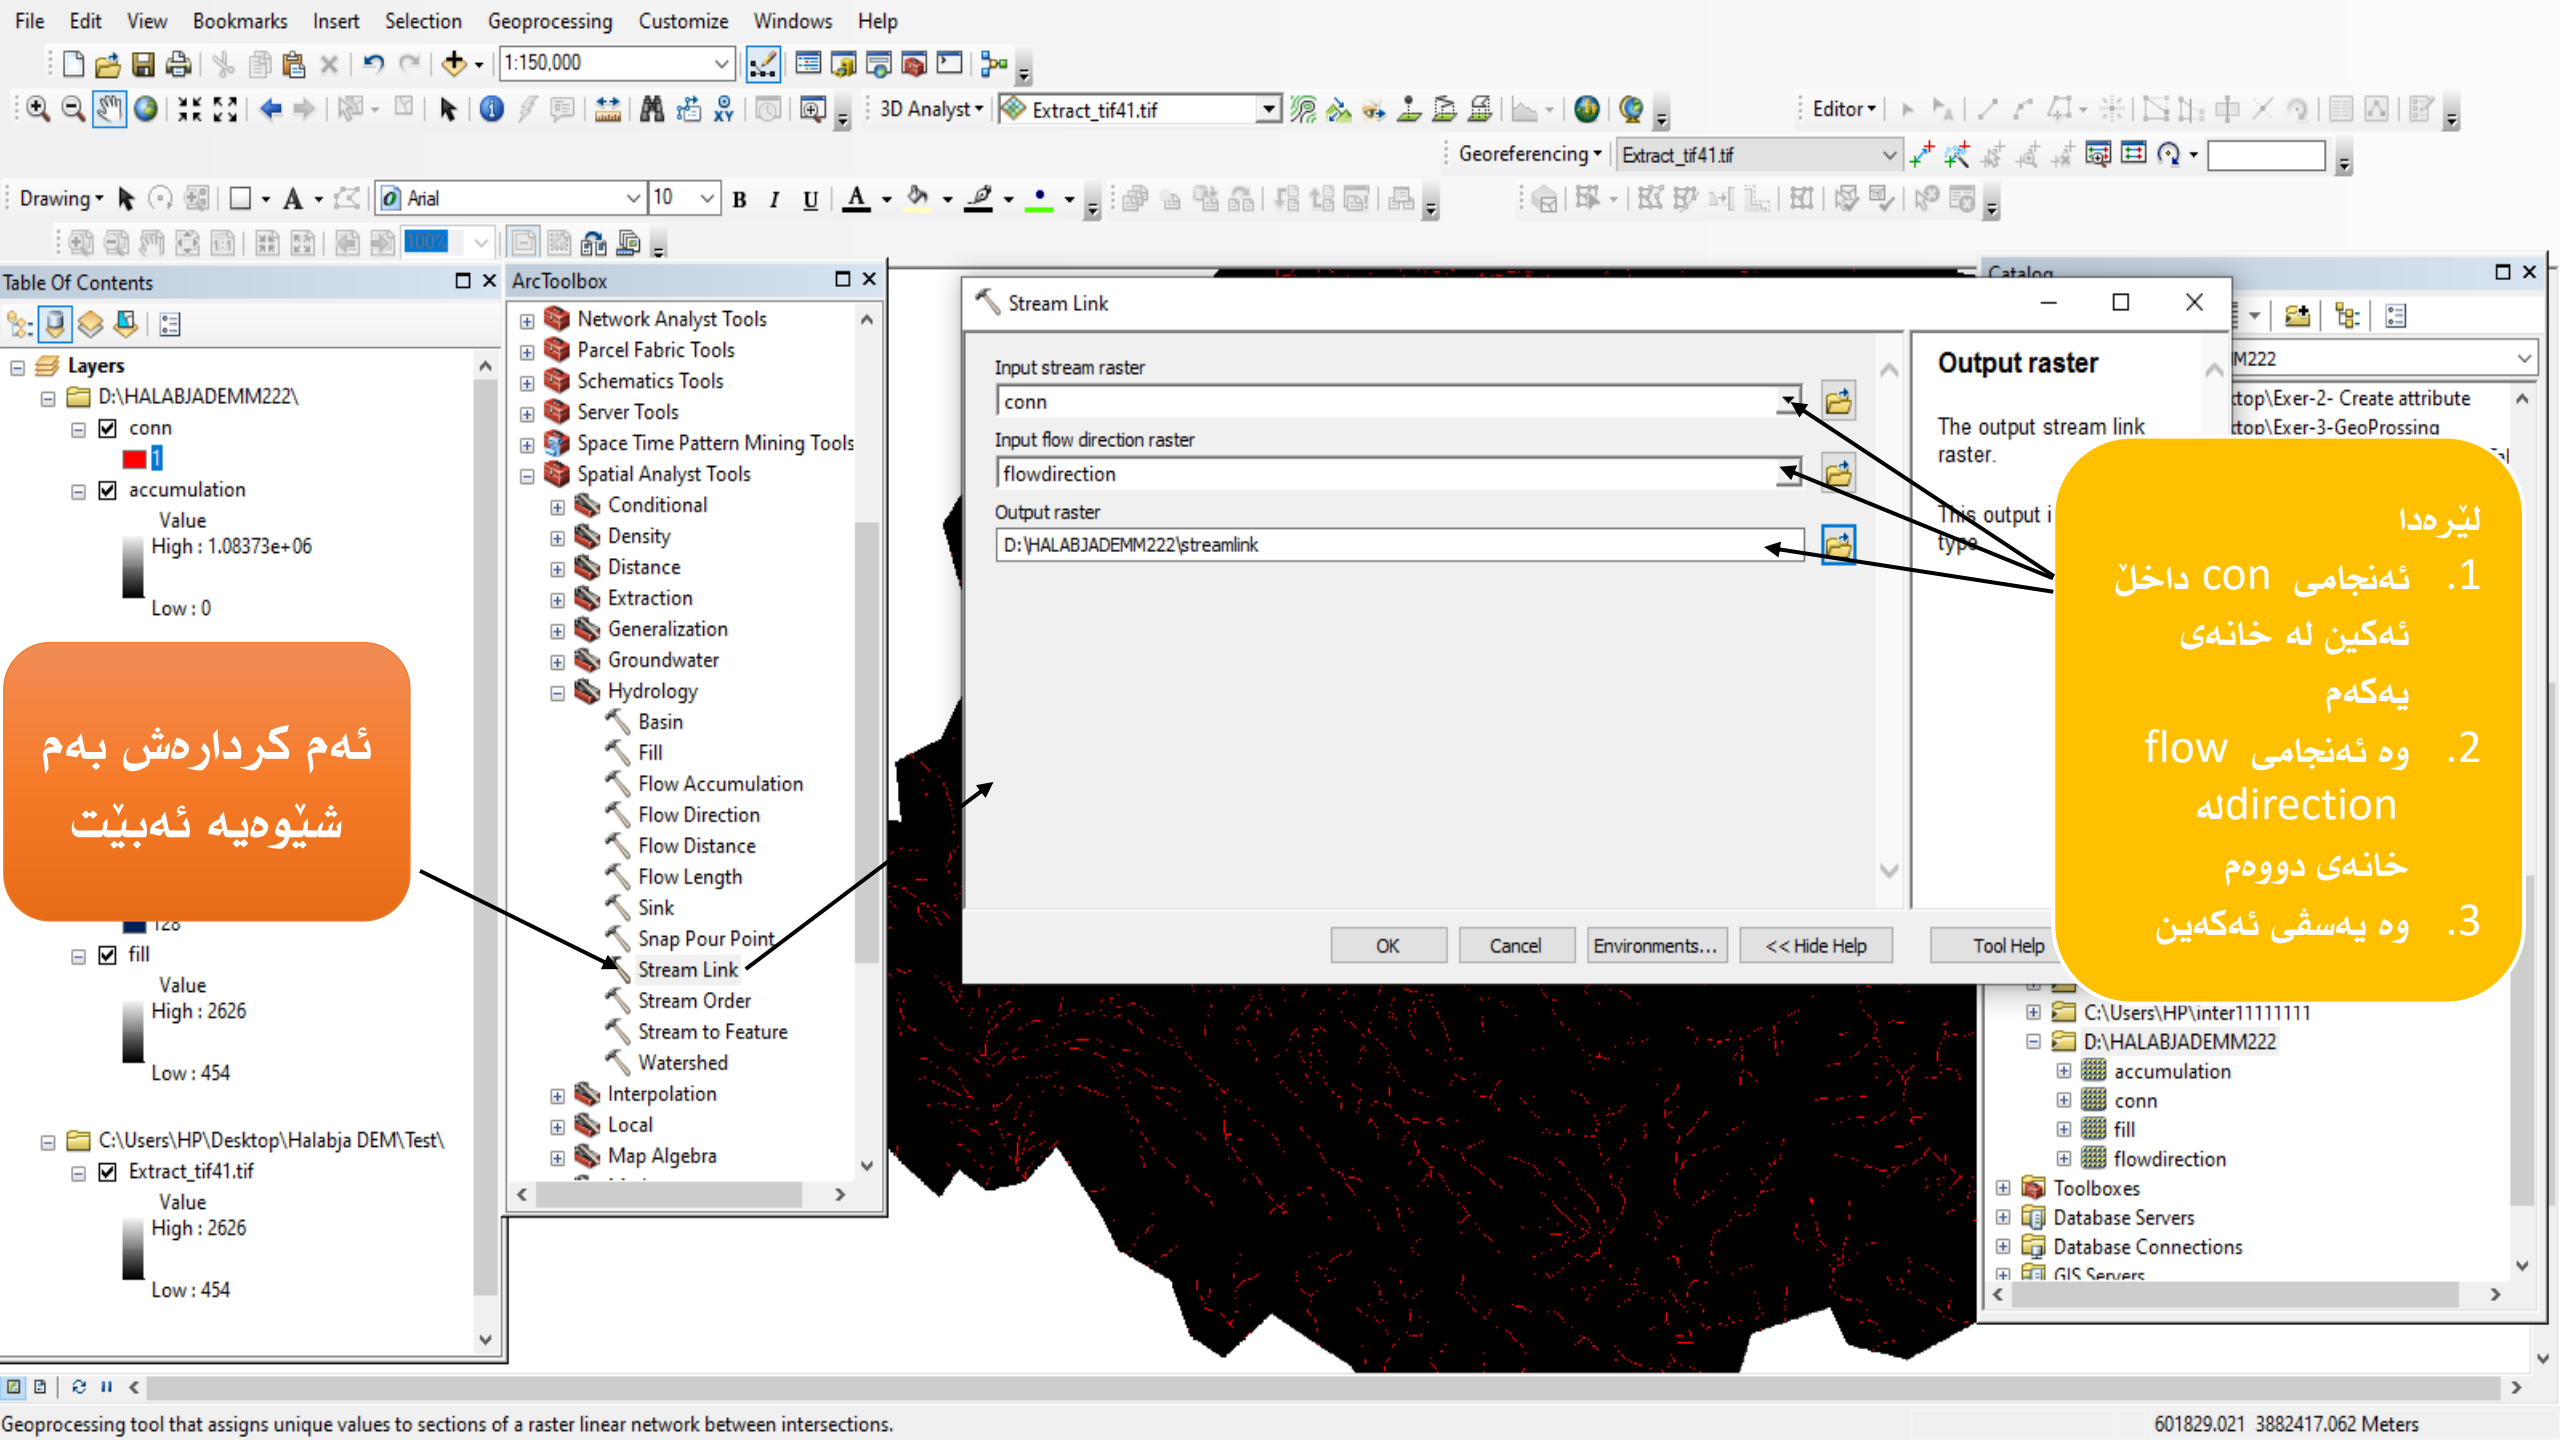 File Edit View Bookmarks Insert Selection Geoprocessing Customize Windows Help
1:150,000
3D Analyst Extract_tif41.tif Editor
Georeferencing Extract_tif41.tif
Drawing Arial 10 B I U A
100%
Table Of Contents
Layers
D:\HALABJADEMM222\
conn
1
accumulation
Value
High : 1.08373e+06
Low : 0
ئەم کردارەش بەم
شێوەیە ئەبێت
128
fill
Value
High : 2626
Low : 454
C:\Users\HP\Desktop\Halabja DEM\Test\
Extract_tif41.tif
Value
High : 2626
Low : 454
ArcToolbox
Network Analyst Tools
Parcel Fabric Tools
Schematics Tools
Server Tools
Space Time Pattern Mining Tools
Spatial Analyst Tools
Conditional
Density
Distance
Extraction
Generalization
Groundwater
Hydrology
Basin
Fill
Flow Accumulation
Flow Direction
Flow Distance
Flow Length
Sink
Snap Pour Point
Stream Link
Stream Order
Stream to Feature
Watershed
Interpolation
Local
Map Algebra
Stream Link
Input stream raster
conn
Input flow direction raster
flowdirection
Output raster
D:\HALABJADEMM222\streamlink
OK Cancel Environments... << Hide Help Tool Help
Output raster
The output stream link
raster.
This output i
type
Catalog
M222
top\Exer-2- Create attribute
top\Exer-3-GeoProssing
لێرەدا
1. ئەنجامی con داخڵ
ئەکین لە خانەی
یەکەم
2. وە ئەنجامی flow
directionلە
خانەی دووەم
3. وە یەسڤی ئەکەین
C:\Users\HP\inter11111111
D:\HALABJADEMM222
accumulation
conn
fill
flowdirection
Toolboxes
Database Servers
Database Connections
GIS Servers
Geoprocessing tool that assigns unique values to sections of a raster linear network between intersections.
601829.021 3882417.062 Meters